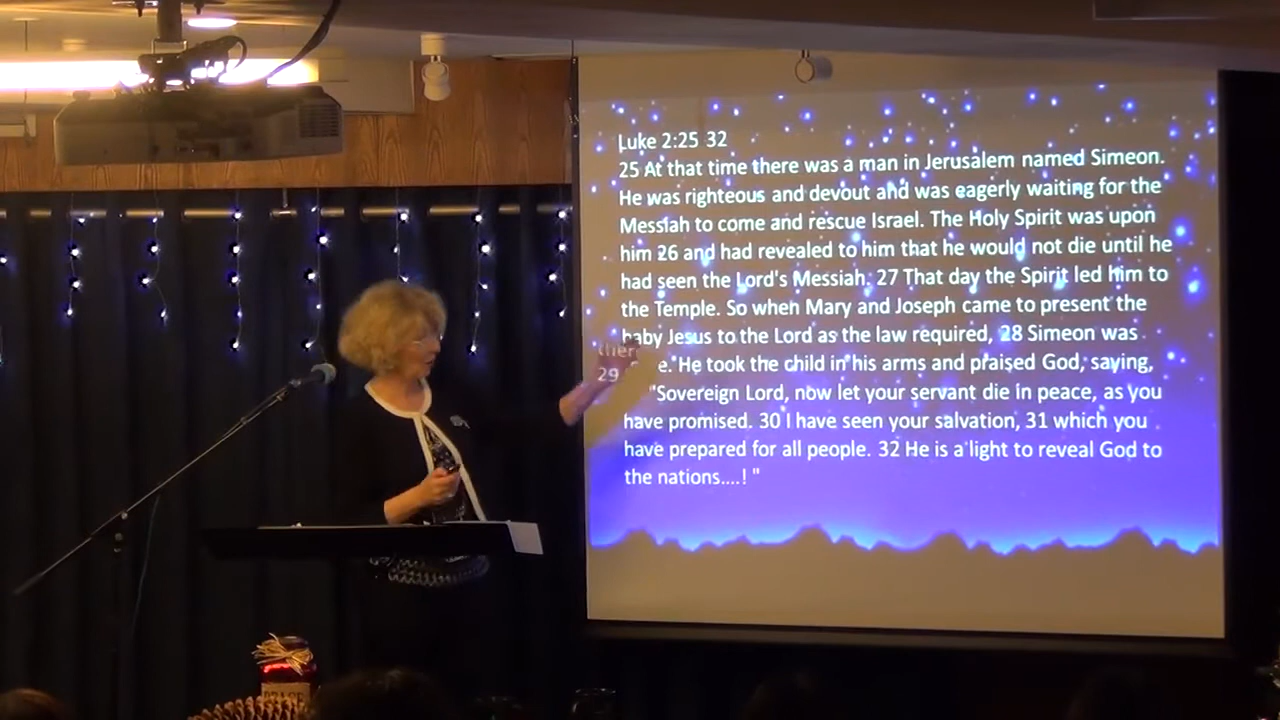 Luke 2:25 32
25 At that time there was a man in Jerusalem named Simeon.
He was righteous and devout and was eagerly waiting for the
Messiah to come and rescue Israel. The Holy Spirit was upon
him 26 and had revealed to him that he would not die until he
had seen the Lord's Messiah. 27 That day the Spirit led him to
the Temple. So when Mary and Joseph came to present the
baby Jesus to the Lord as the law required, 28 Simeon was
there. He took the child in his arms and praised God, saying,
29 "Sovereign Lord, now let your servant die in peace, as you
have promised. 30 I have seen your salvation, 31 which you
have prepared for all people. 32 He is a light to reveal God to
the nations....! "